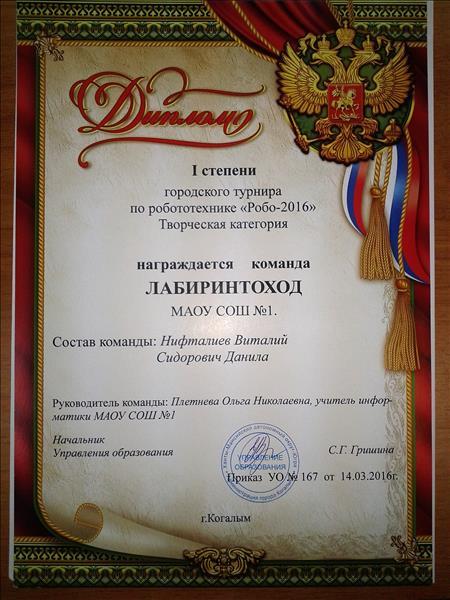 Диплом
I степени
городского турнира
по робототехнике «Робо-2016»
Творческая категория
награждается команда
ЛАБИРИНТОХОД
МАОУ СОШ №1.
Состав команды: Нифталиев Виталий
Сидорович Данила
Руководитель команды: Плетнева Ольга Николаевна, учитель инфор-
матики МАОУ СОШ №1
Начальник
Управления образования
С.Г. Гришина
УПРАВЛЕНИЕ
ОБРАЗОВАНИЯ
Приказ УО № 167 от 14.03.2016г.
г.Когалым